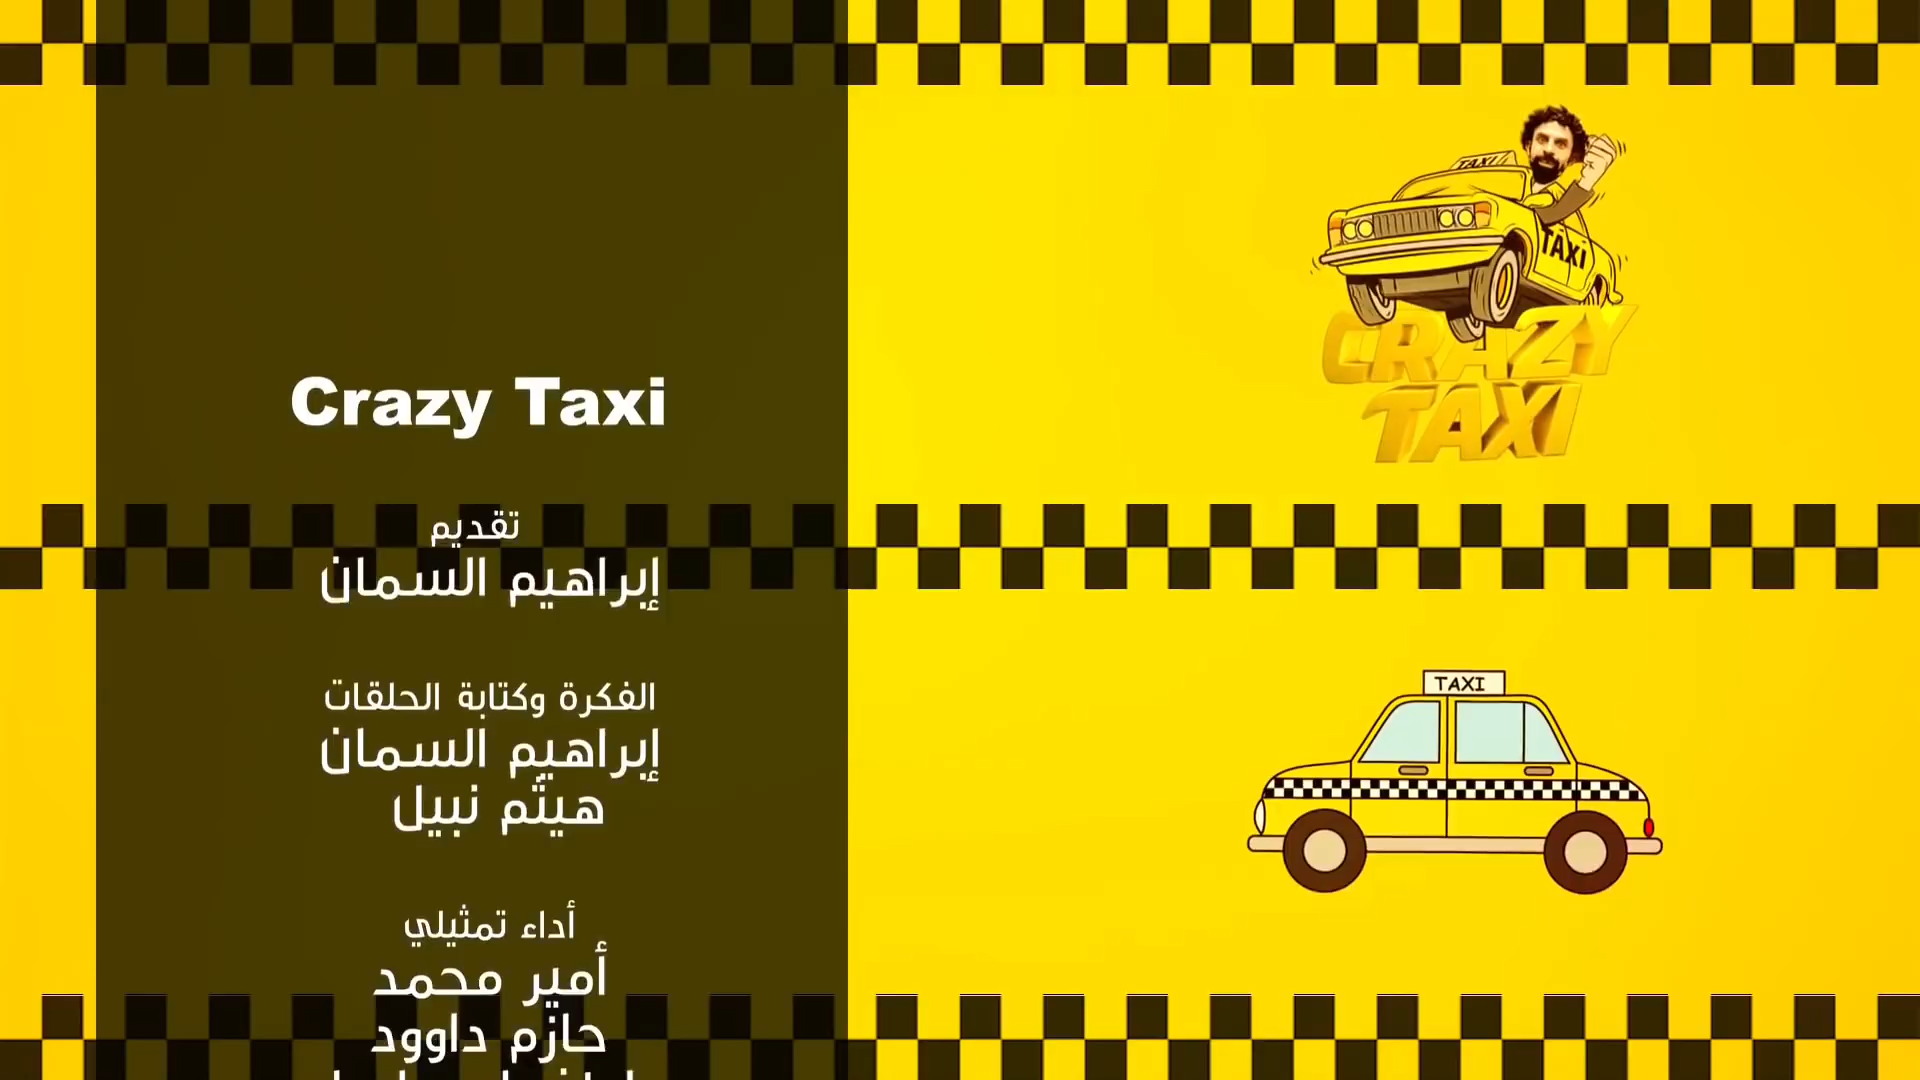 Crazy Taxi
تقديم
إبراهيم السمان
الفكرة وكتابة الحلقات
إبراهيم السمان
هيثم نبيل
أداء تمثيلي
أمير محمد
حازم داوود
TAXI
TAXI
CRAZY
TAXI
TAXI